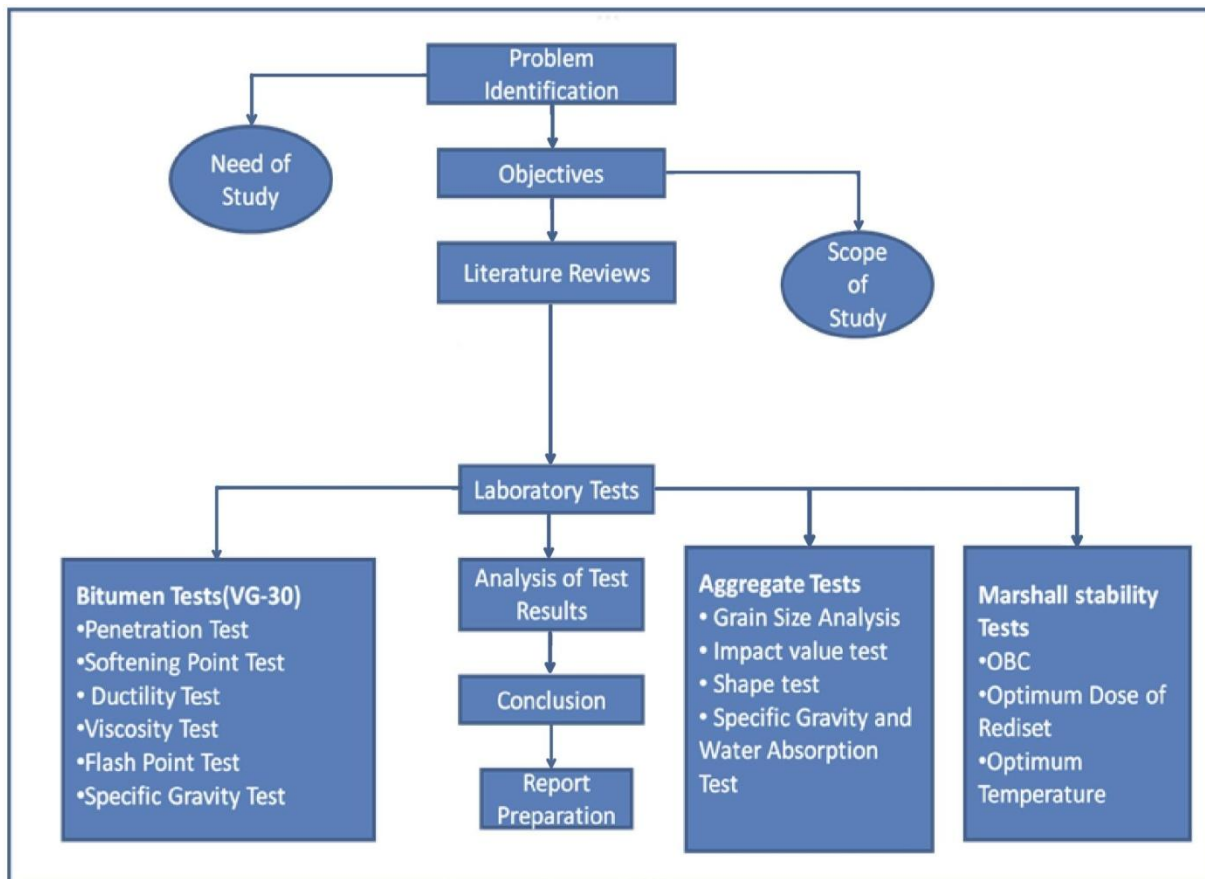 Problem
Identification
Need of
Study
Objectives
Scope
of
Study
Literature Reviews
Laboratory Tests
Bitumen Tests(VG-30)
•Penetration Test
•Softening Point Test
• Ductility Test
•Viscosity Test
•Flash Point Test
•Specific Gravity Test
Analysis of Test
Results
Conclusion
Report
Preparation
Aggregate Tests
• Grain Size Analysis
• Impact value test
• Shape test
• Specific Gravity and
Water Absorption
Test
Marshall stability
Tests
•OBC
•Optimum Dose of
Rediset
•Optimum
Temperature